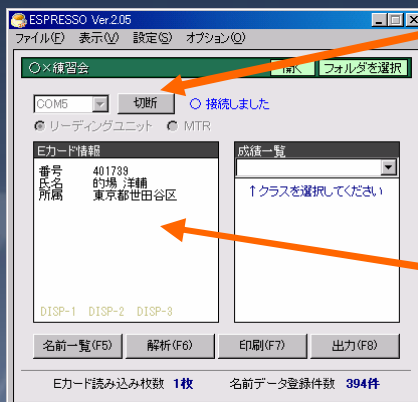 ESPRESSO Ver.2.05
ファイル(F) 表示(V) 設定(S) オプション(O)
○×練習会
フォルダを選択
COM5 切断 ○ 接続しました
リーディングユニット MTR
Eカード情報
番号 401739
氏名 的場 洋輔
所属 東京都世田谷区
DISP-1 DISP-2 DISP-3
成績一覧
↑クラスを選択してください
名前一覧(F5) 解析(F6) 印刷(F7) 出力(F8)
Eカード読み込み枚数 1枚 名前データ登録件数 394件